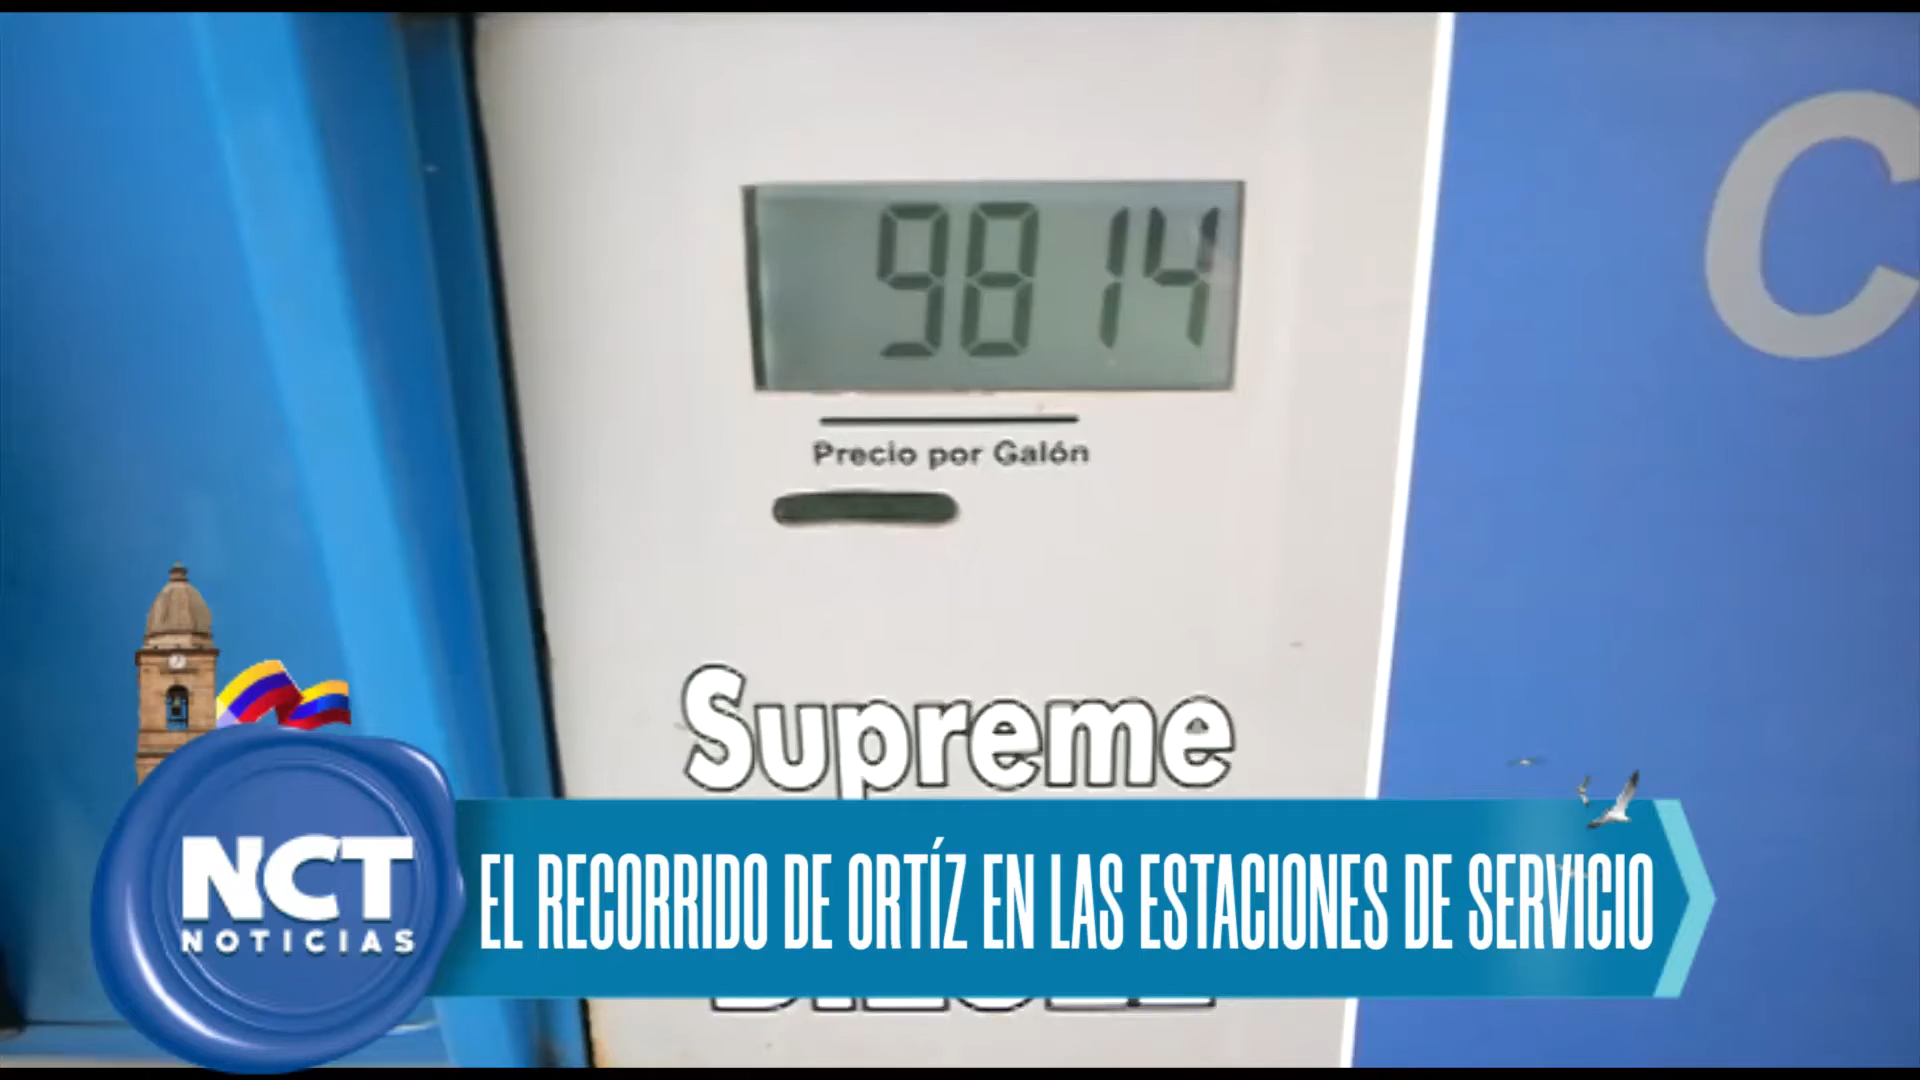 9814
Precio por Galón
C
Supreme
NCT
NOTICIAS
EL RECORRIDO DE ORTÍZ EN LAS ESTACIONES DE SERVICIO